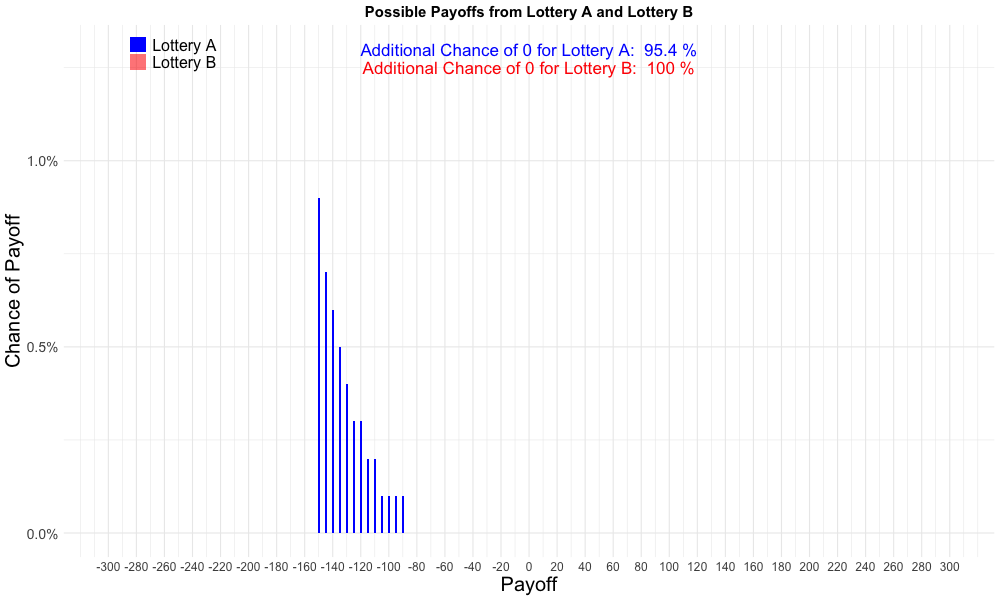 Possible Payoffs from Lottery A and Lottery B
Lottery A
Lottery B
Additional Chance of 0 for Lottery A:  95.4 %
Additional Chance of 0 for Lottery B:  100 %
Chance of Payoff
1.0%
0.5%
0.0%
-300 -280 -260 -240 -220 -200 -180 -160 -140 -120 -100 -80 -60 -40 -20 0 20 40 60 80 100 120 140 160 180 200 220 240 260 280 300
Payoff